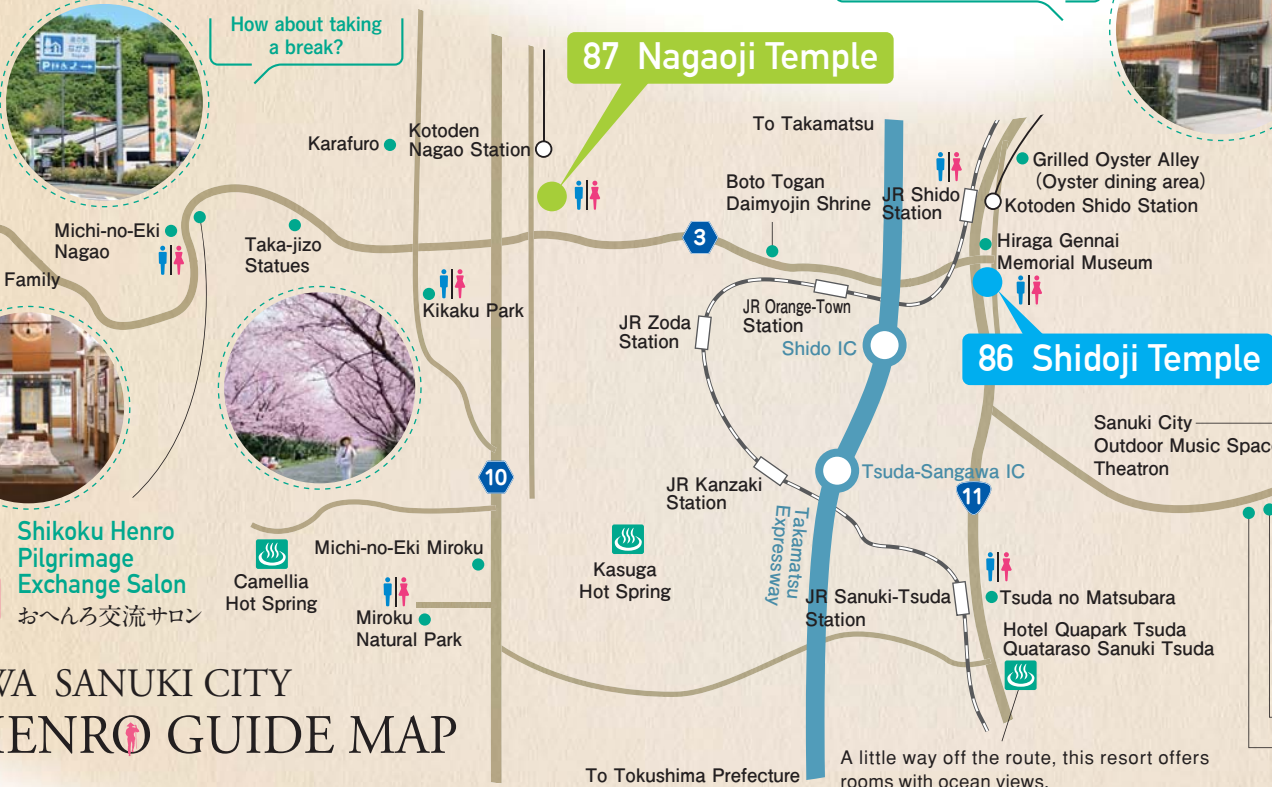 How about taking
a break?
87 Nagaoji Temple
To Takamatsu
Karafuro
Kotoden
Nagao Station
Boto Togan
Daimyojin Shrine
JR Shido
Station
Grilled Oyster Alley
(Oyster dining area)
Kotoden Shido Station
Michi-no-Eki
Nagao
Taka-jizo
Statues
3
Hiraga Gennai
Memorial Museum
Family
Kikaku Park
JR Zoda
Station
JR Orange-Town
Station
Shido IC
86 Shidoji Temple
Sanuki City
Outdoor Music Space
Theatron
10
JR Kanzaki
Station
Tsuda-Sangawa IC
11
Takamatsu
Expressway
Shikoku Henro
Pilgrimage
Exchange Salon
おへんろ交流サロン
Camellia
Hot Spring
Michi-no-Eki Miroku
Miroku
Natural Park
Kasuga
Hot Spring
JR Sanuki-Tsuda
Station
Tsuda no Matsubara
Hotel Quapark Tsuda
Quataraso Sanuki Tsuda
WA SANUKI CITY
HENRO GUIDE MAP
To Tokushima Prefecture
A little way off the route, this resort offers
rooms with ocean views.